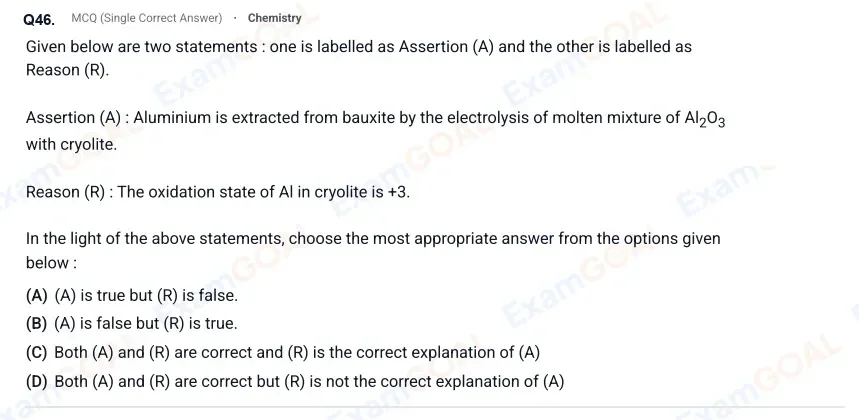 Q46. MCQ (Single Correct Answer) · Chemistry
Given below are two statements : one is labelled as Assertion (A) and the other is labelled as
Reason (R).
Assertion (A) : Aluminium is extracted from bauxite by the electrolysis of molten mixture of Al₂O₃
with cryolite.
Reason (R) : The oxidation state of Al in cryolite is +3.
In the light of the above statements, choose the most appropriate answer from the options given
below :
(A) (A) is true but (R) is false.
(B) (A) is false but (R) is true.
(C) Both (A) and (R) are correct and (R) is the correct explanation of (A)
(D) Both (A) and (R) are correct but (R) is not the correct explanation of (A)